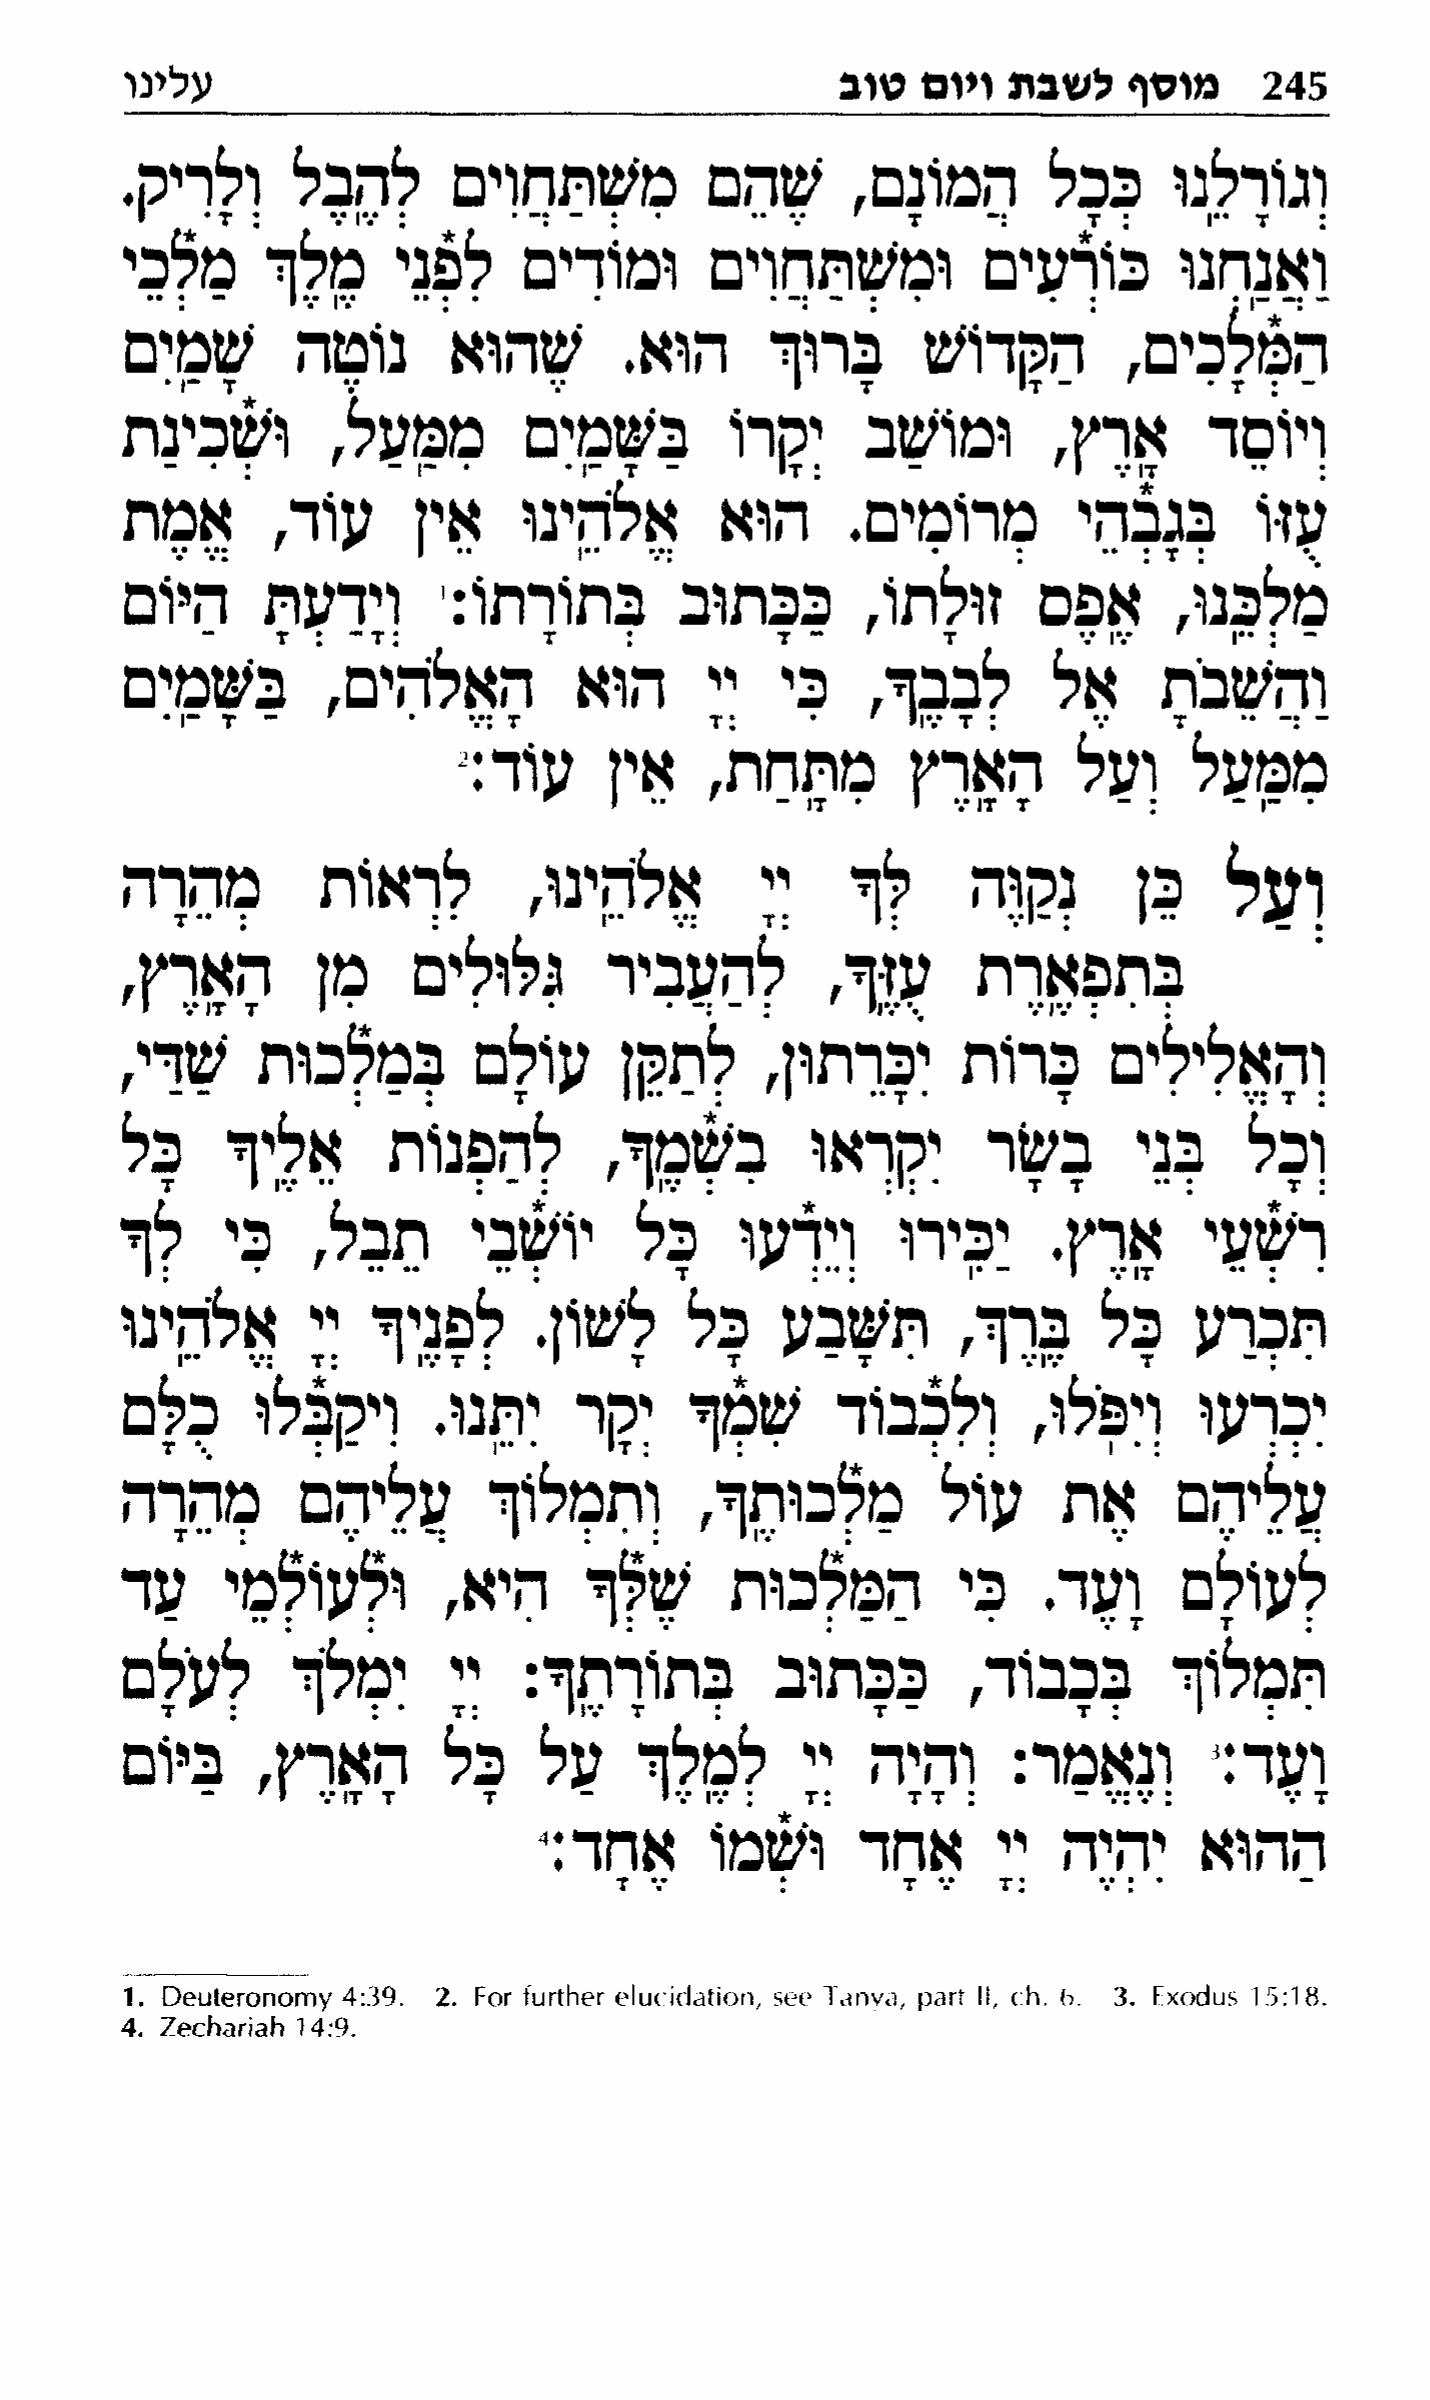 245 מוסף לשבת ויום טוב עלינו
וְגוֹרָלֵֽנוּ כְּכָל הֲמוֹנָם, שֶׁהֵם מִשְׁתַּחֲוִים לְהֶֽבֶל וְלָרִיק.
וַאֲנַֽחְנוּ כּוֹרְ*עִים וּמִשְׁתַּחֲוִים וּמוֹדִים לִפְ*נֵי מֶֽלֶךְ מַלְ*כֵי
הַמְּ*לָכִים, הַקָּדוֹשׁ בָּרוּךְ הוּא. שֶׁהוּא נוֹטֶה שָׁמַֽיִם
וְיוֹסֵד אָֽרֶץ, וּמוֹשַׁב יְקָרוֹ בַּשָּׁמַֽיִם מִמַּֽעַל, וּשְׁ*כִינַת
עֻזּוֹ בְּגָבְ*הֵי מְרוֹמִים. הוּא אֱלֹהֵֽינוּ אֵין עוֹד, אֱמֶת
מַלְכֵּֽנוּ, אֶֽפֶס זוּלָתוֹ, כַּכָּתוּב בְּתוֹרָתוֹ:¹ וְיָדַעְתָּ הַיּוֹם
וַהֲשֵׁבֹתָ אֶל לְבָבֶֽךָ, כִּי יְיָ הוּא הָאֱלֹהִים, בַּשָּׁמַֽיִם
מִמַּֽעַל וְעַל הָאָֽרֶץ מִתָּֽחַת, אֵין עוֹד:²
וְעַל כֵּן נְקַוֶּה לְּךָ יְיָ אֱלֹהֵֽינוּ, לִרְאוֹת מְהֵרָה
בְּתִפְאֶֽרֶת עֻזֶּֽךָ, לְהַעֲבִיר גִּלּוּלִים מִן הָאָֽרֶץ,
וְהָאֱלִילִים כָּרוֹת יִכָּרֵתוּן, לְתַקֵּן עוֹלָם בְּמַלְ*כוּת שַׁדַּי,
וְכָל בְּנֵי בָשָׂר יִקְרְאוּ בִשְׁ*מֶֽךָ, לְהַפְנוֹת אֵלֶֽיךָ כָּל
רִשְׁ*עֵי אָֽרֶץ. יַכִּֽירוּ וְיֵדְ*עוּ כָּל יוֹשְׁ*בֵי תֵבֵל, כִּי לְךָ
תִּכְרַע כָּל בֶּֽרֶךְ, תִּשָּׁבַע כָּל לָשׁוֹן. לְפָנֶֽיךָ יְיָ אֱלֹהֵֽינוּ
יִכְרְעוּ וְיִפֹּֽלוּ, וְלִכְ*בוֹד שִׁמְ*ךָ יְקָר יִתֵּֽנוּ. וִיקַבְּ*לוּ כֻלָּם
עֲלֵיהֶם אֶת עוֹל מַלְ*כוּתֶֽךָ, וְתִמְלוֹךְ עֲלֵיהֶם מְהֵרָה
לְעוֹלָם וָעֶד. כִּי הַמַּלְ*כוּת שֶׁלְּ*ךָ הִיא, וּלְ*עוֹלְ*מֵי עַד
תִּמְלוֹךְ בְּכָבוֹד, כַּכָּתוּב בְּתוֹרָתֶֽךָ: יְיָ יִמְלֹךְ לְעֹלָם
וָעֶד:³ וְנֶאֱמַר: וְהָיָה יְיָ לְמֶֽלֶךְ עַל כָּל הָאָֽרֶץ, בַּיּוֹם
הַהוּא יִהְיֶה יְיָ אֶחָד וּשְׁ*מוֹ אֶחָד:⁴
1. Deuteronomy 4:39. 2. For further elucidation, see Tanya, part II, ch. 6. 3. Exodus 15:18.
4. Zechariah 14:9.